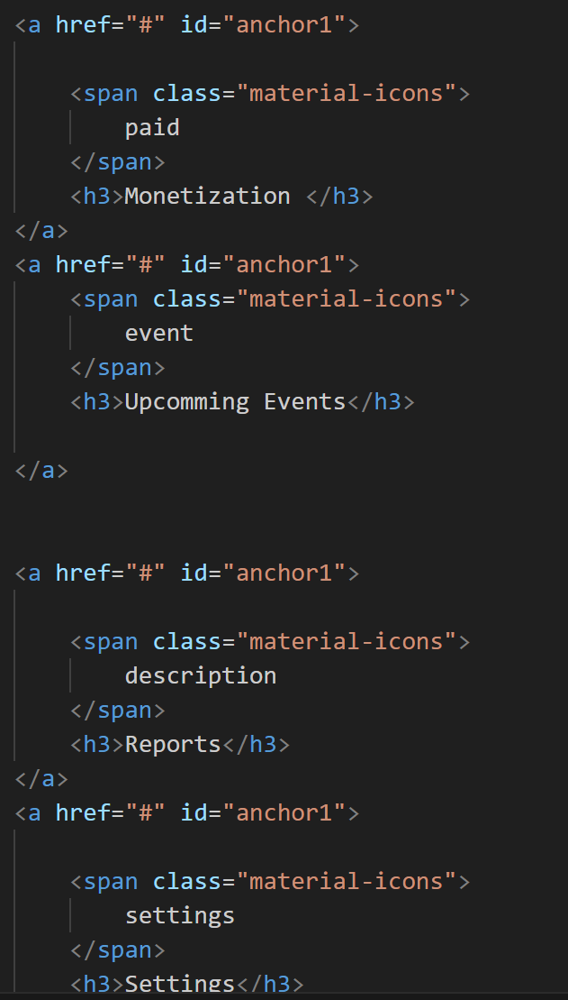 <a href="#" id="anchor1">
<span class="material-icons">
paid
</span>
<h3>Monetization </h3>
</a>
<a href="#" id="anchor1">
<span class="material-icons">
event
</span>
<h3>Upcomming Events</h3>
</a>
<a href="#" id="anchor1">
<span class="material-icons">
description
</span>
<h3>Reports</h3>
</a>
<a href="#" id="anchor1">
<span class="material-icons">
settings
</span>
<h3>Settings</h3>